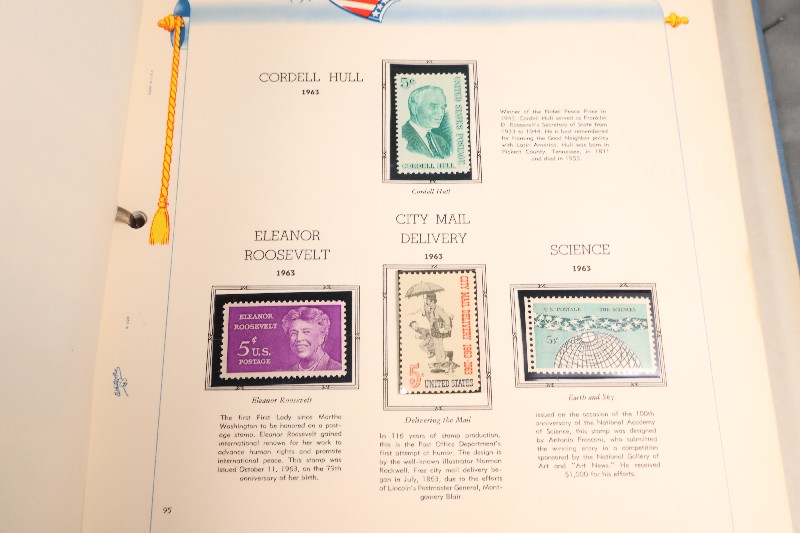 CORDELL HULL
1963
5¢
UNITED STATES POSTAGE
CORDELL HULL
Cordell Hull
Winner of the Nobel Peace Prize in
1945, Cordell Hull served as Franklin
D. Roosevelt's Secretary of State from
1933 to 1944. He is best remembered
for framing the Good Neighbor policy
with Latin America. Hull was born in
Pickett County, Tennessee, in 1871
and died in 1955.
ELEANOR
ROOSEVELT
1963
ELEANOR
ROOSEVELT
5¢
U.S.
POSTAGE
Eleanor Roosevelt
The first First Lady since Martha
Washington to be honored on a post-
age stamp. Eleanor Roosevelt gained
international renown for her work to
advance human rights and promote
international peace. This stamp was
issued October 11, 1963, on the 79th
anniversary of her birth.
CITY MAIL
DELIVERY
1963
CITY MAIL DELIVERY 1863 1963
5¢
UNITED STATES
Delivering the Mail
In 116 years of stamp production,
this is the Post Office Department's
first attempt at humor. The design is
by the well-known illustrator Norman
Rockwell. Free city mail delivery be-
gan in July, 1863, due to the efforts
of Lincoln's Postmaster General, Mont-
gomery Blair
SCIENCE
1963
U.S. POSTAGE THE SCIENCES
5¢
Earth and Sky
issued on the occasion of the 100th
anniversary of the National Academy
of Science, this stamp was designed
by Antonio Frasconi, who submitted
the winning entry in a competition
sponsored by the National Gallery of
Art and "Art News." He received
$1,000 for his efforts.
95